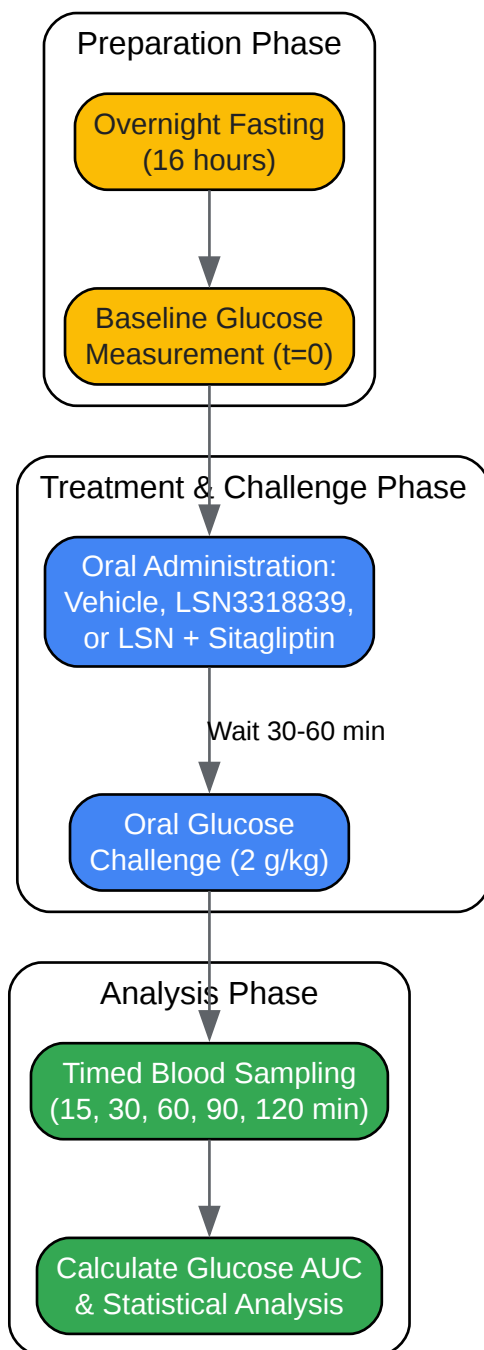 Preparation Phase
Overnight Fasting
(16 hours)
Baseline Glucose
Measurement (t=0)
Treatment & Challenge Phase
Oral Administration:
Vehicle, LSN3318839,
or LSN + Sitagliptin
Wait 30-60 min
Oral Glucose
Challenge (2 g/kg)
Analysis Phase
Timed Blood Sampling
(15, 30, 60, 90, 120 min)
Calculate Glucose AUC
& Statistical Analysis